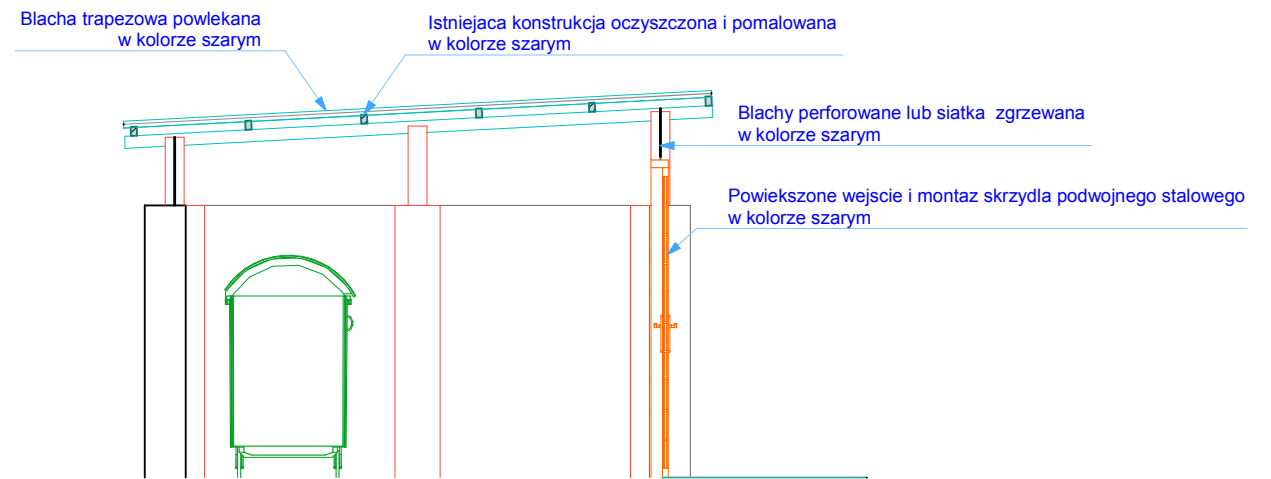 Blacha trapezowa powlekana
w kolorze szarym
Istniejaca konstrukcja oczyszczona i pomalowana
w kolorze szarym
Blachy perforowane lub siatka zgrzewana
w kolorze szarym
Powiekszone wejscie i montaz skrzydla podwojnego stalowego
w kolorze szarym